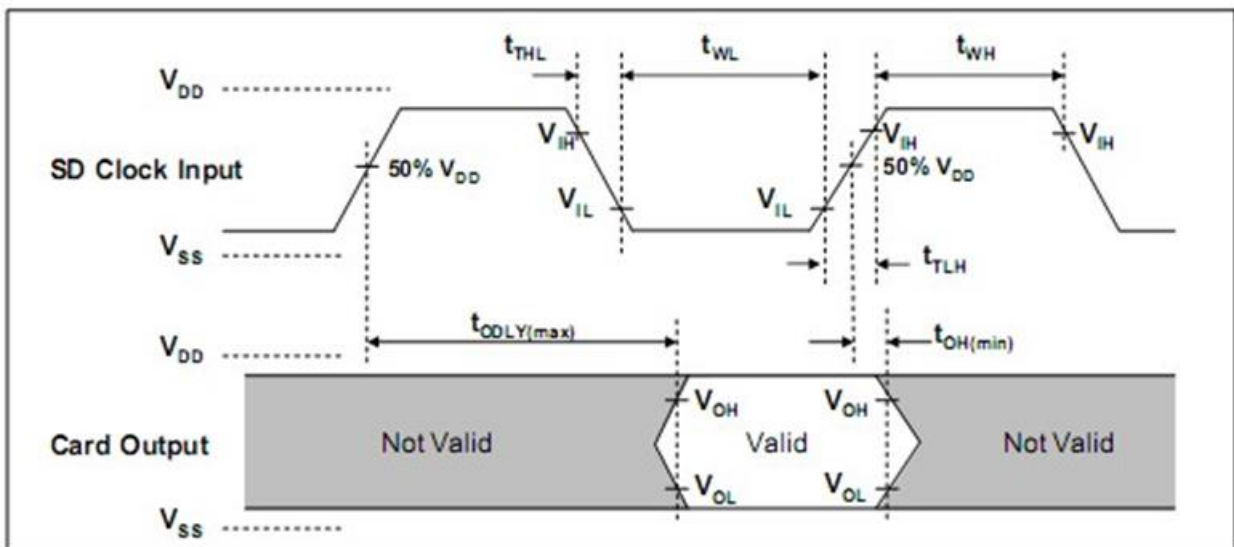 tTHL
tWL
tWH
VDD
VIH
VIH
VIH
SD Clock Input
50% VDD
50% VDD
VIL
VIL
VSS
tTLH
tODLY(max)
tOH(min)
VDD
VOH
VOH
Card Output
Not Valid
Valid
Not Valid
VOL
VOL
VSS